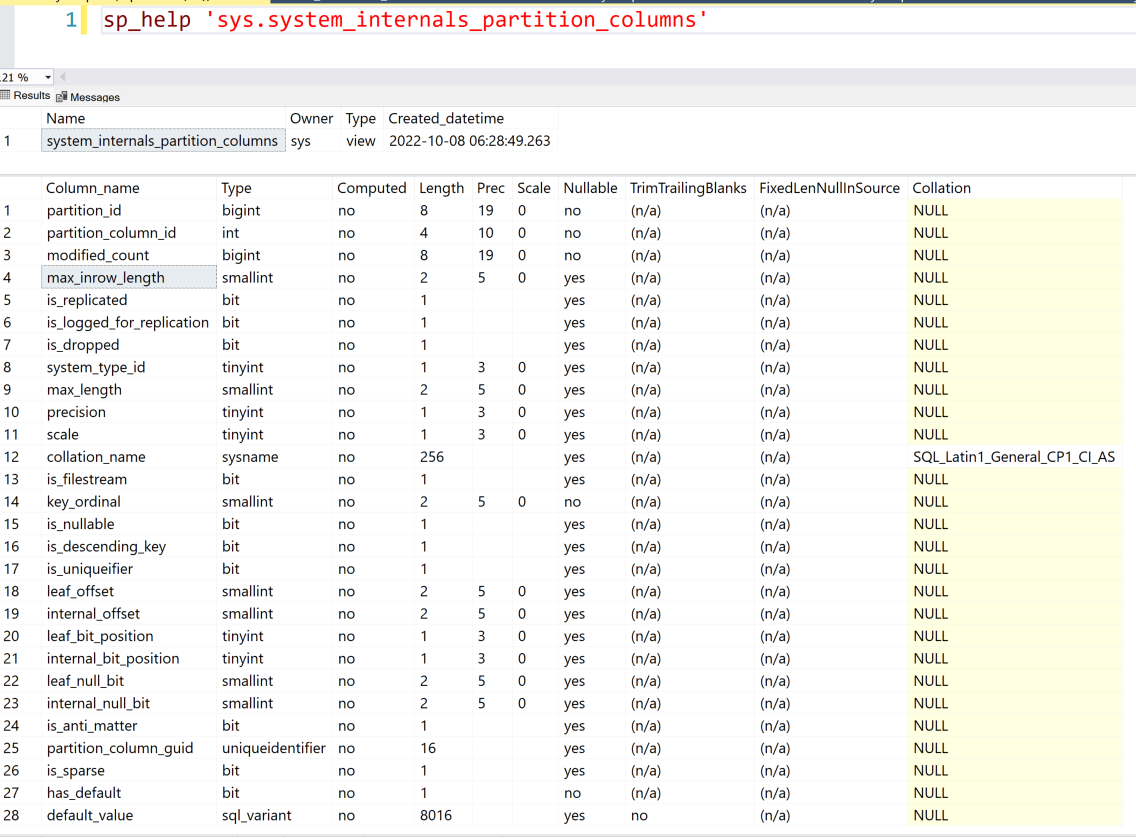 1 sp_help 'sys.system_internals_partition_columns'
.21 %
Results Messages
Name Owner Type Created_datetime
1 system_internals_partition_columns sys view 2022-10-08 06:28:49.263
Column_name Type Computed Length Prec Scale Nullable TrimTrailingBlanks FixedLenNullInSource Collation
1 partition_id bigint no 8 19 0 no (n/a) (n/a) NULL
2 partition_column_id int no 4 10 0 no (n/a) (n/a) NULL
3 modified_count bigint no 8 19 0 no (n/a) (n/a) NULL
4 max_inrow_length smallint no 2 5 0 yes (n/a) (n/a) NULL
5 is_replicated bit no 1 yes (n/a) (n/a) NULL
6 is_logged_for_replication bit no 1 yes (n/a) (n/a) NULL
7 is_dropped bit no 1 yes (n/a) (n/a) NULL
8 system_type_id tinyint no 1 3 0 yes (n/a) (n/a) NULL
9 max_length smallint no 2 5 0 yes (n/a) (n/a) NULL
10 precision tinyint no 1 3 0 yes (n/a) (n/a) NULL
11 scale tinyint no 1 3 0 yes (n/a) (n/a) NULL
12 collation_name sysname no 256 yes (n/a) (n/a) SQL_Latin1_General_CP1_CI_AS
13 is_filestream bit no 1 yes (n/a) (n/a) NULL
14 key_ordinal smallint no 2 5 0 no (n/a) (n/a) NULL
15 is_nullable bit no 1 yes (n/a) (n/a) NULL
16 is_descending_key bit no 1 yes (n/a) (n/a) NULL
17 is_uniqueifier bit no 1 yes (n/a) (n/a) NULL
18 leaf_offset smallint no 2 5 0 yes (n/a) (n/a) NULL
19 internal_offset smallint no 2 5 0 yes (n/a) (n/a) NULL
20 leaf_bit_position tinyint no 1 3 0 yes (n/a) (n/a) NULL
21 internal_bit_position tinyint no 1 3 0 yes (n/a) (n/a) NULL
22 leaf_null_bit smallint no 2 5 0 yes (n/a) (n/a) NULL
23 internal_null_bit smallint no 2 5 0 yes (n/a) (n/a) NULL
24 is_anti_matter bit no 1 yes (n/a) (n/a) NULL
25 partition_column_guid uniqueidentifier no 16 yes (n/a) (n/a) NULL
26 is_sparse bit no 1 yes (n/a) (n/a) NULL
27 has_default bit no 1 no (n/a) (n/a) NULL
28 default_value sql_variant no 8016 yes no (n/a) NULL